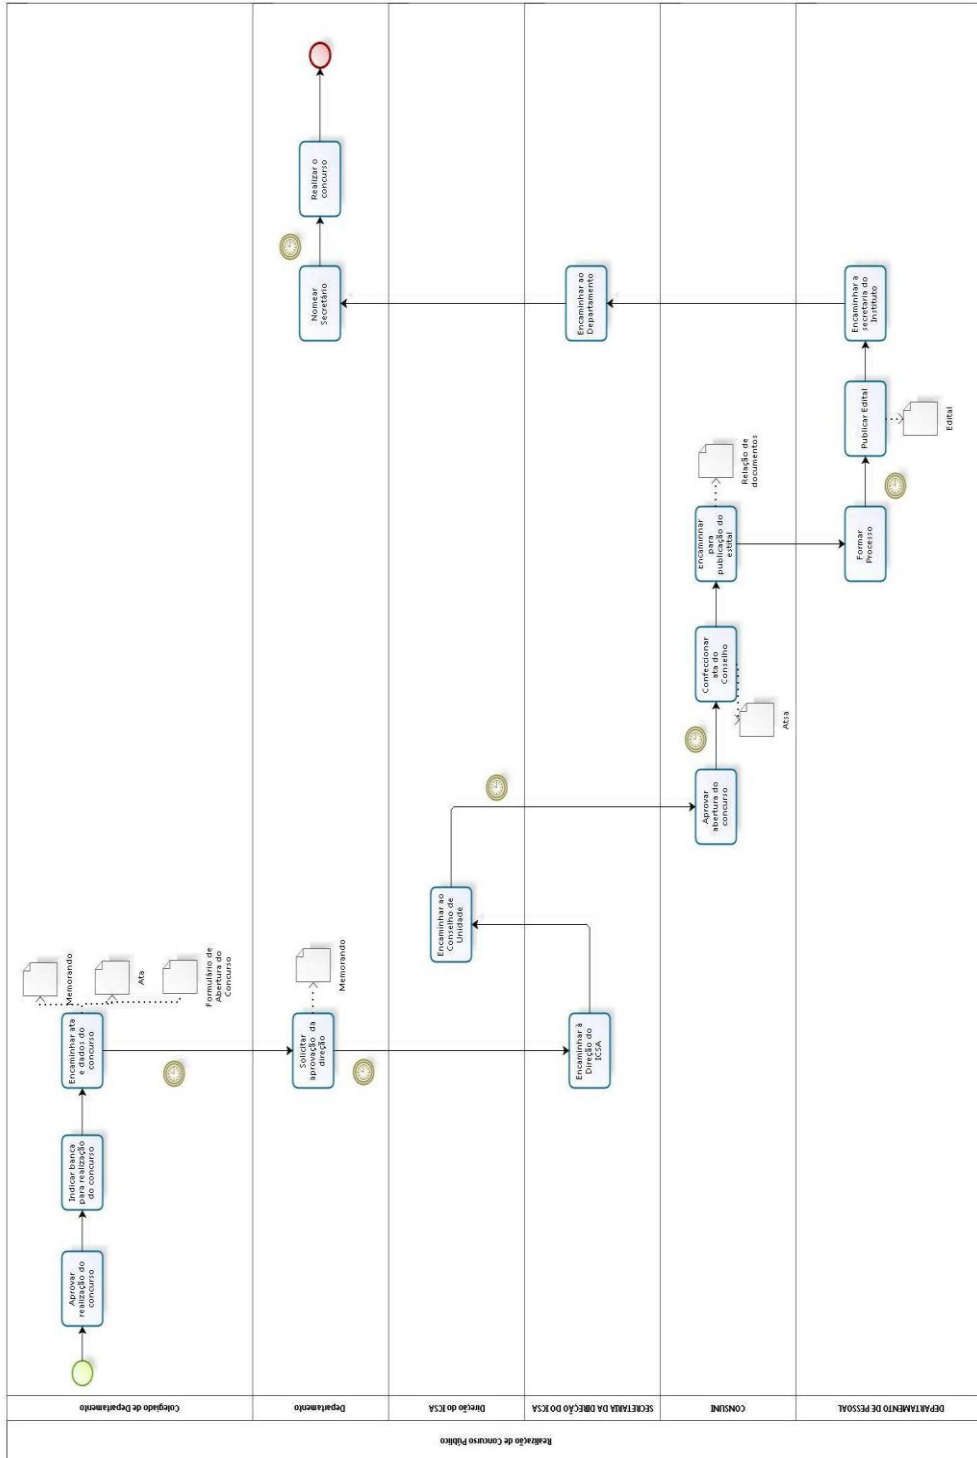 Realização de Concurso Público
Colegiado de Departamento
Aprovar
realização do
concurso
Indicar banca
para realização
do concurso
Encaminhar ata
e dados do
concurso
Memorando
Ata
Formulário de
Abertura do
Concurso
Departamento
Solicitar
aprovação da
direção
Memorando
Nomear
Secretário
Realizar o
concurso
Direção do ICSA
Encaminhar ao
Conselho de
Unidade
SECRETARIA DA DIREÇÃO DO ICSA
Encaminhar à
Direção do
ICSA
Encaminhar ao
Departamento
CONSUNE
Aprovar
abertura do
concurso
Confeccionar
ata do
Conselho
Atsa
Encaminhar
para
publicação do
estital
Relação de
documentos
DEPARTAMENTO DE PESSOAL
Formar
Processo
Publicar Edital
Edital
Encaminhar a
secretaria do
Instituto